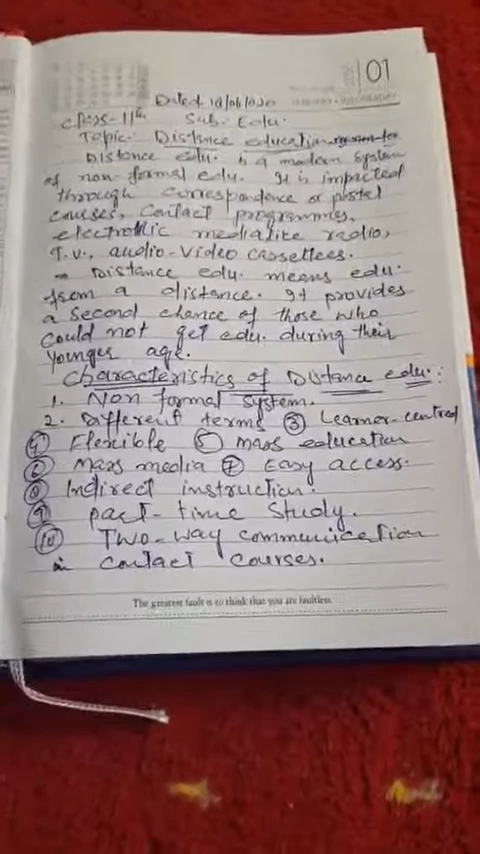 01
Dated 18/06/2020
Class-11th Sub. Edu.
Topic- Distance education
Distance edu. is a modern system
of non-formal edu. It is imparted
through correspondence or postal
courses, contact programmes,
electronic media like radio,
T.V., audio-video cassettees.
- Distance edu. means edu.
from a distance. It provides
a second chance of those who
could not get edu. during their
younger age.
Characteristics of Distance edu.:
1. Non formal system.
2. Different terms ③ Learner-centred
④ Flexible ⑤ Mass education
⑥ Mass media ⑦ Easy access.
⑧ Indirect instruction.
⑨ Part-time study.
⑩ Two-way communication
in contact courses.
The greatest fault is to think that you are faultless.